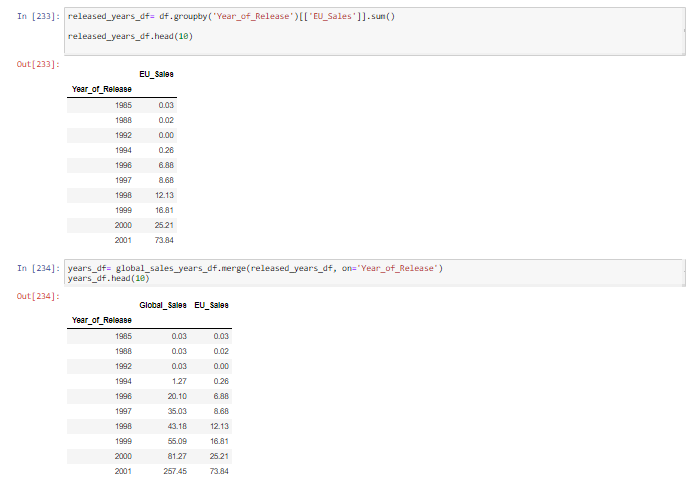 In [233]: released_years_df= df.groupby('Year_of_Release')[['EU_Sales']].sum()
released_years_df.head(10)
Out[233]:
EU_Sales
Year_of_Release
1985 0.03
1988 0.02
1992 0.00
1994 0.26
1996 6.88
1997 8.68
1998 12.13
1999 16.81
2000 25.21
2001 73.84
In [234]: years_df= global_sales_years_df.merge(released_years_df, on='Year_of_Release')
years_df.head(10)
Out[234]:
Global_Sales EU_Sales
Year_of_Release
1985 0.03 0.03
1988 0.03 0.02
1992 0.03 0.00
1994 1.27 0.26
1996 20.10 6.88
1997 35.03 8.68
1998 43.18 12.13
1999 55.09 16.81
2000 81.27 25.21
2001 257.45 73.84